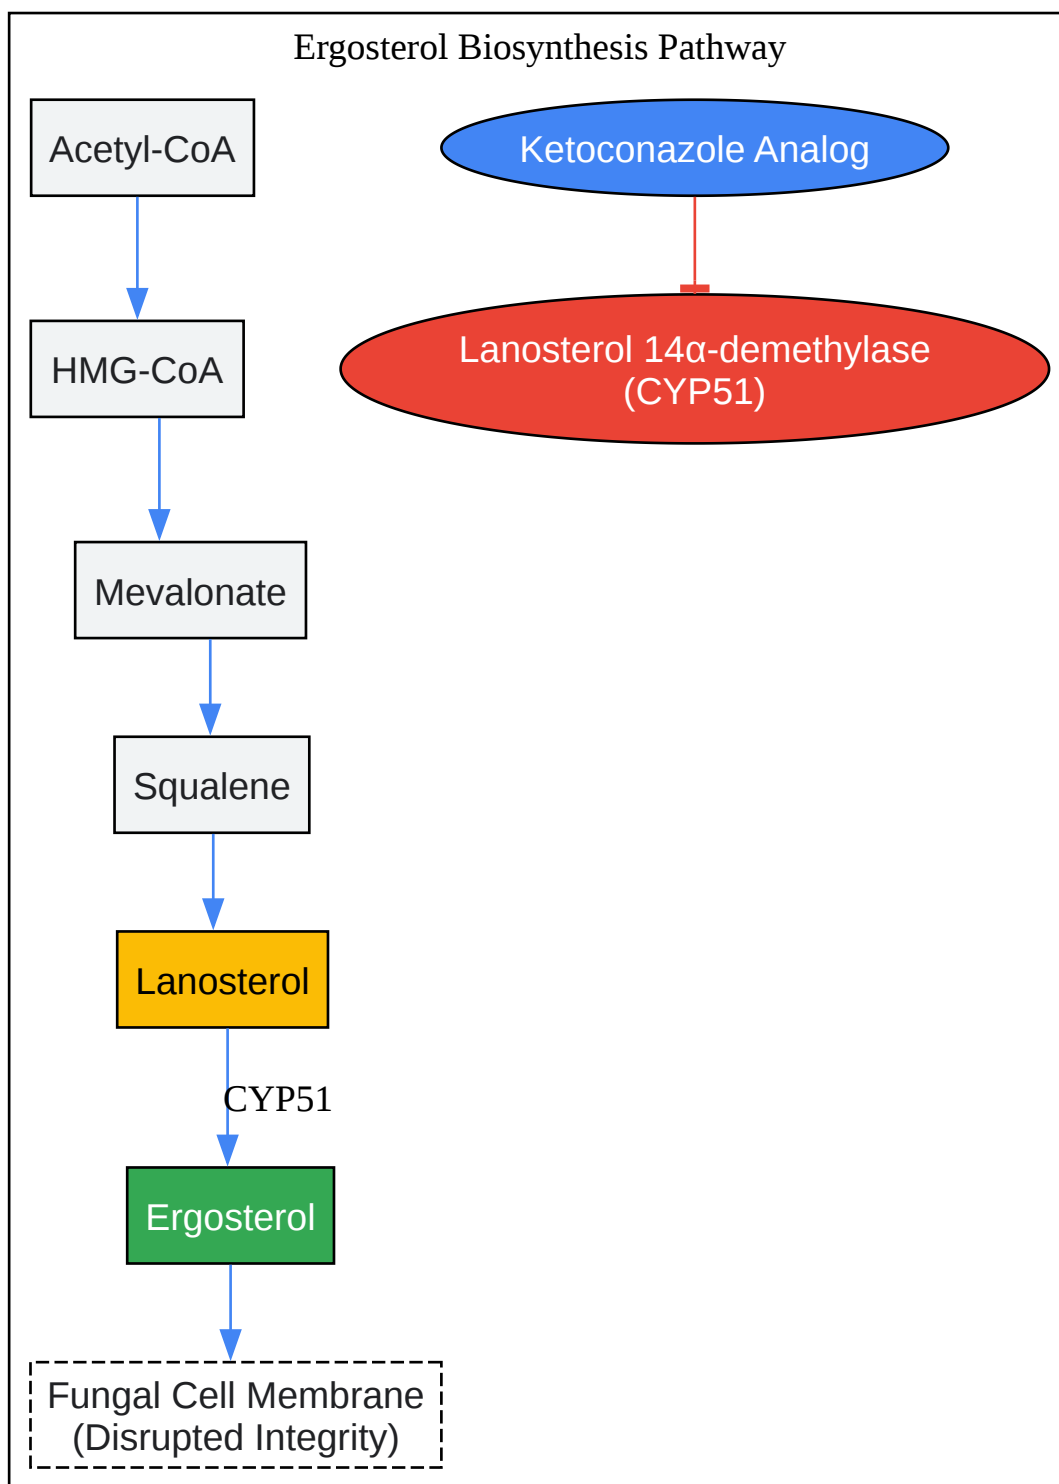 Ergosterol Biosynthesis Pathway
Acetyl-CoA
Ketoconazole Analog
HMG-CoA
Lanosterol 14α-demethylase
(CYP51)
Mevalonate
Squalene
Lanosterol
CYP51
Ergosterol
Fungal Cell Membrane
(Disrupted Integrity)